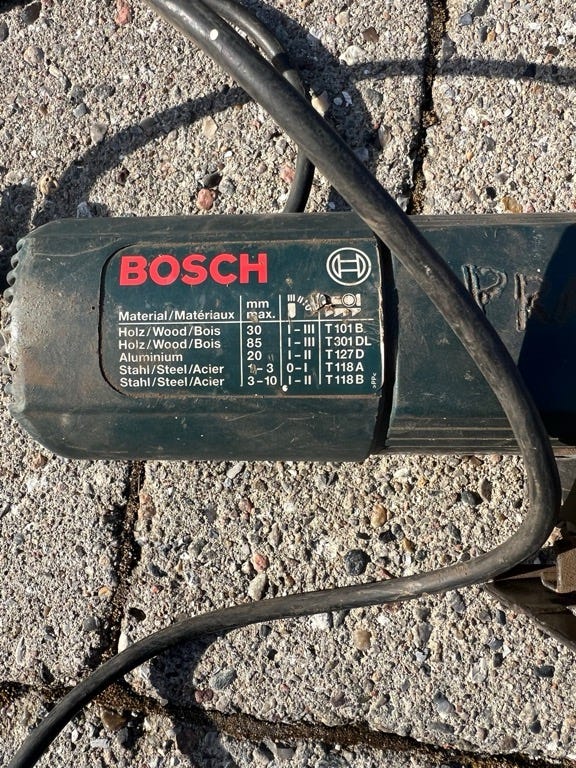 BOSCH
Material/Matériaux mm max.
Holz/Wood/Bois 30 I-III T101B
Holz/Wood/Bois 85 I-III T301DL
Aluminium 20 I-II T127D
Stahl/Steel/Acier 1-3 0-I T118A
Stahl/Steel/Acier 3-10 I-II T118B
>PP<